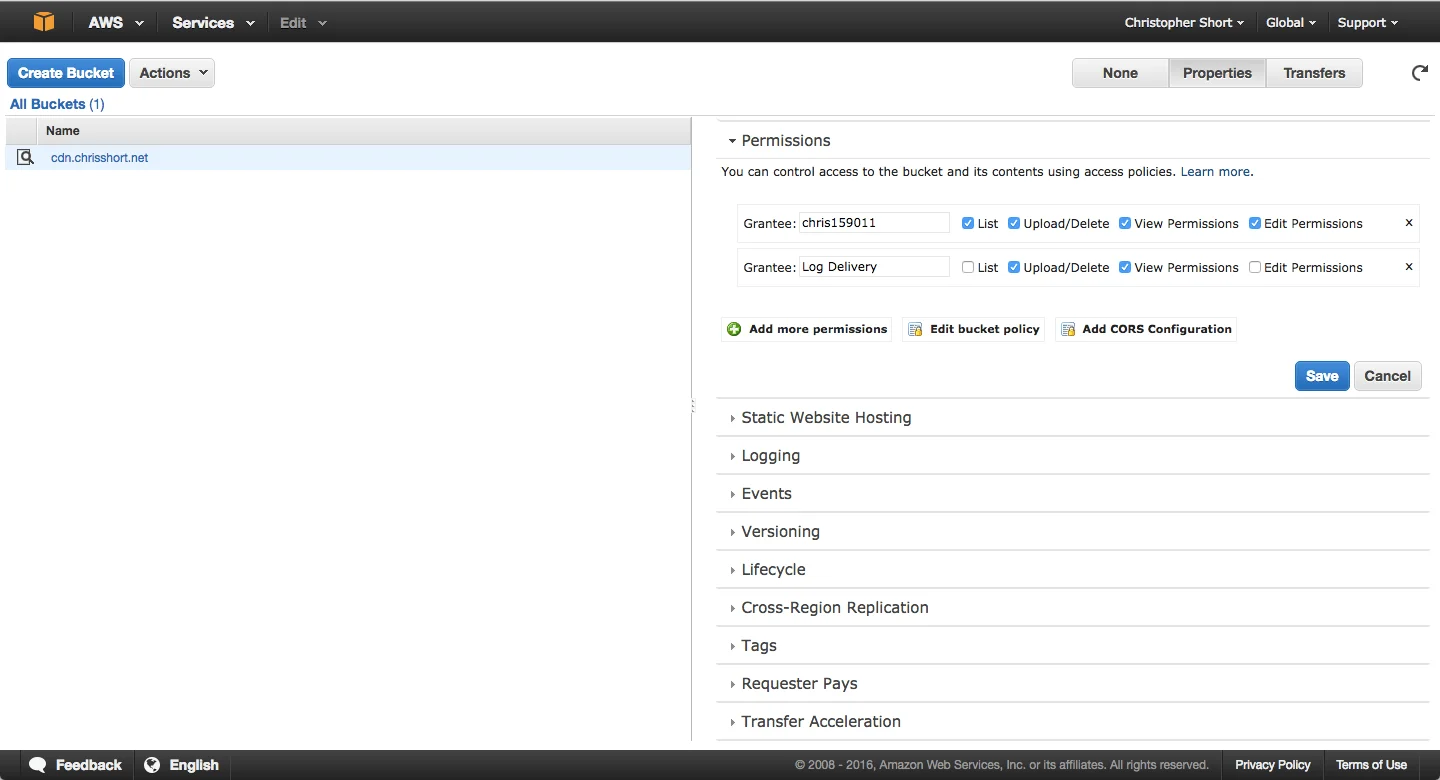 AWS Services Edit Christopher Short Global Support
Create Bucket Actions None Properties Transfers
All Buckets (1)
Name
cdn.chrisshort.net
Permissions
You can control access to the bucket and its contents using access policies. Learn more.
Grantee: chris159011 List Upload/Delete View Permissions Edit Permissions x
Grantee: Log Delivery List Upload/Delete View Permissions Edit Permissions x
Add more permissions Edit bucket policy Add CORS Configuration
Save Cancel
Static Website Hosting
Logging
Events
Versioning
Lifecycle
Cross-Region Replication
Tags
Requester Pays
Transfer Acceleration
Feedback English © 2008 - 2016, Amazon Web Services, Inc. or its affiliates. All rights reserved. Privacy Policy Terms of Use